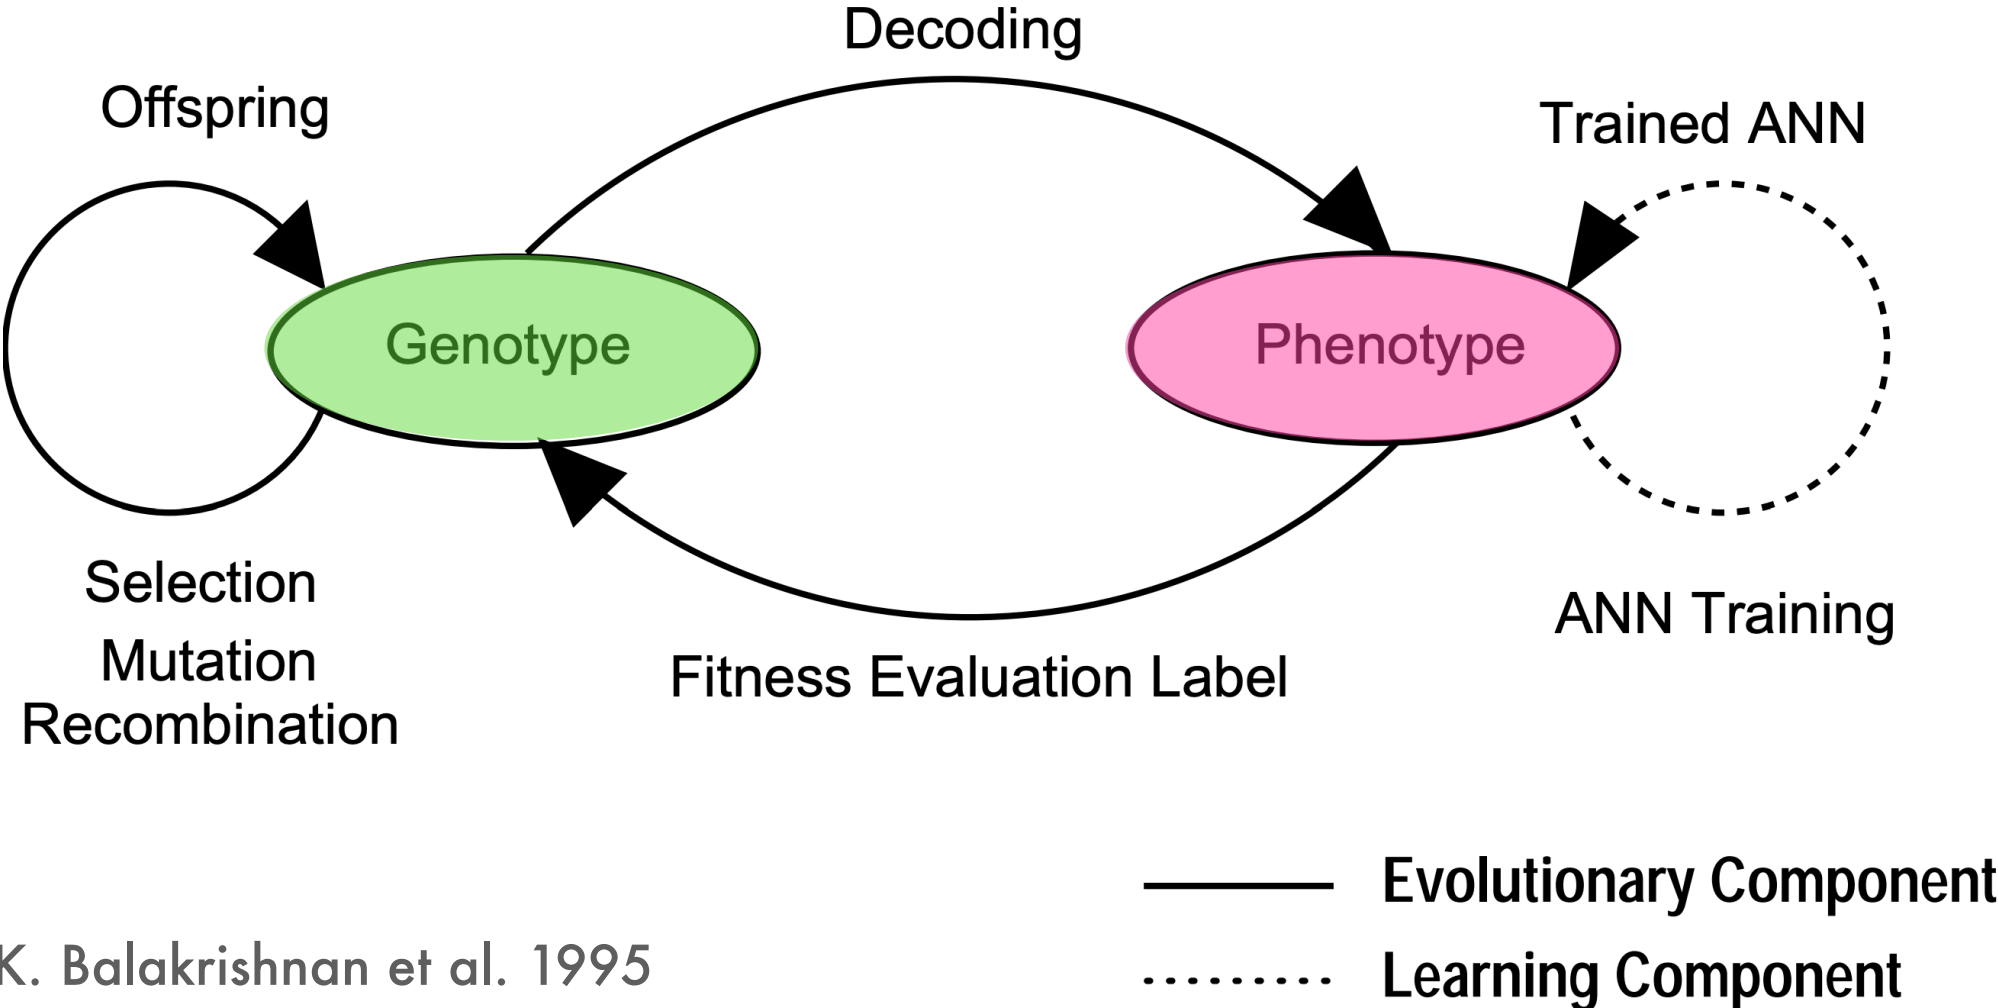 Decoding
Offspring
Trained ANN
Genotype
Phenotype
Selection
Mutation
Recombination
ANN Training
Fitness Evaluation Label
Evolutionary Component
K. Balakrishnan et al. 1995
Learning Component